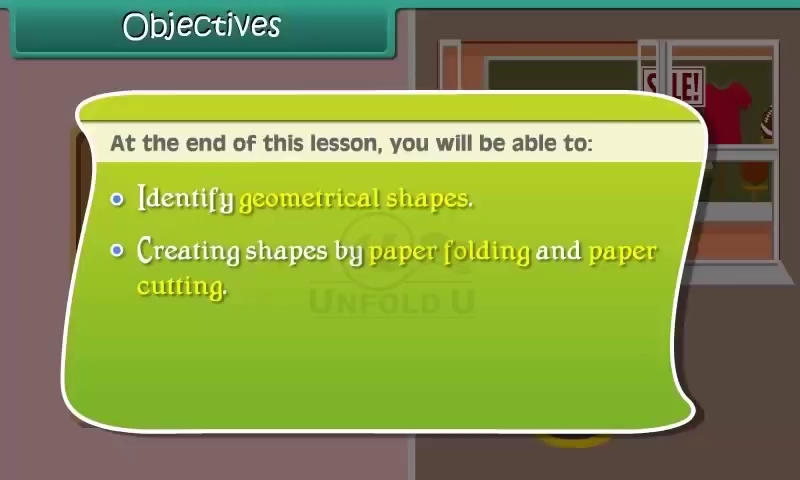 Objectives
SALE!
At the end of this lesson, you will be able to:
Identify geometrical shapes.
Creating shapes by paper folding and paper
cutting.
UNFOLD U